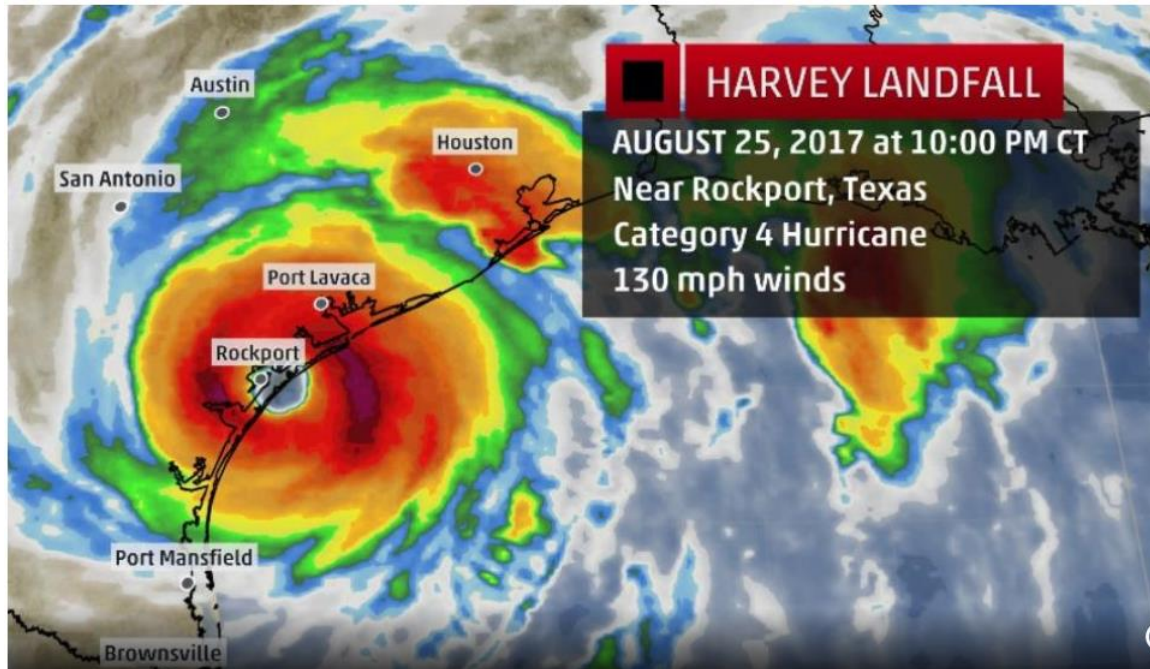 HARVEY LANDFALL
AUGUST 25, 2017 at 10:00 PM CT
Near Rockport, Texas
Category 4 Hurricane
130 mph winds
Austin
Houston
San Antonio
Port Lavaca
Rockport
Port Mansfield
Brownsville